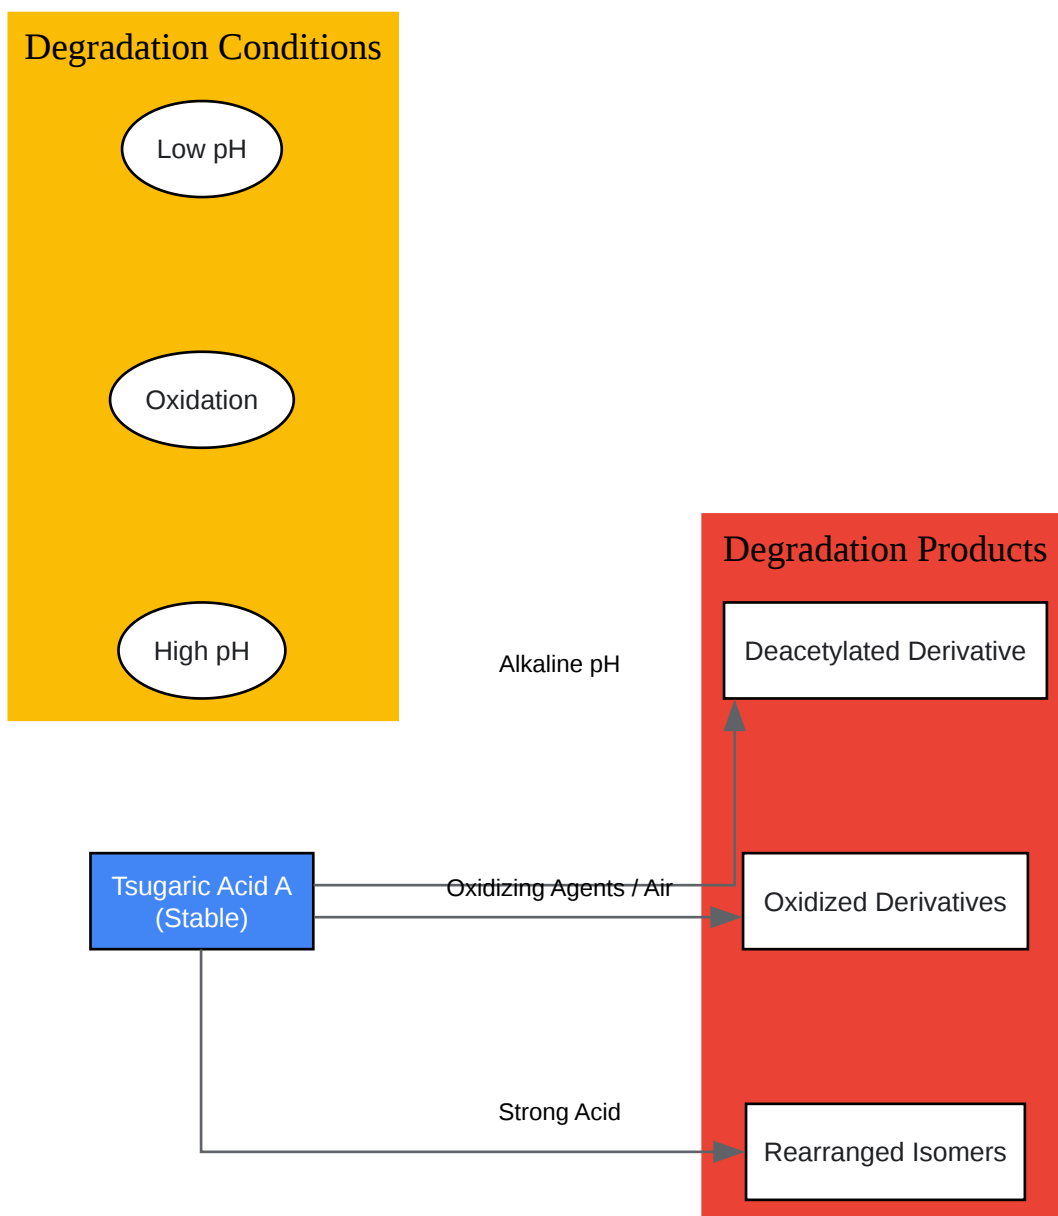 Degradation Conditions
Low pH
Oxidation
High pH
Alkaline pH
Degradation Products
Deacetylated Derivative
Tsugaric Acid A
(Stable)
Oxidizing Agents / Air
Oxidized Derivatives
Strong Acid
Rearranged Isomers